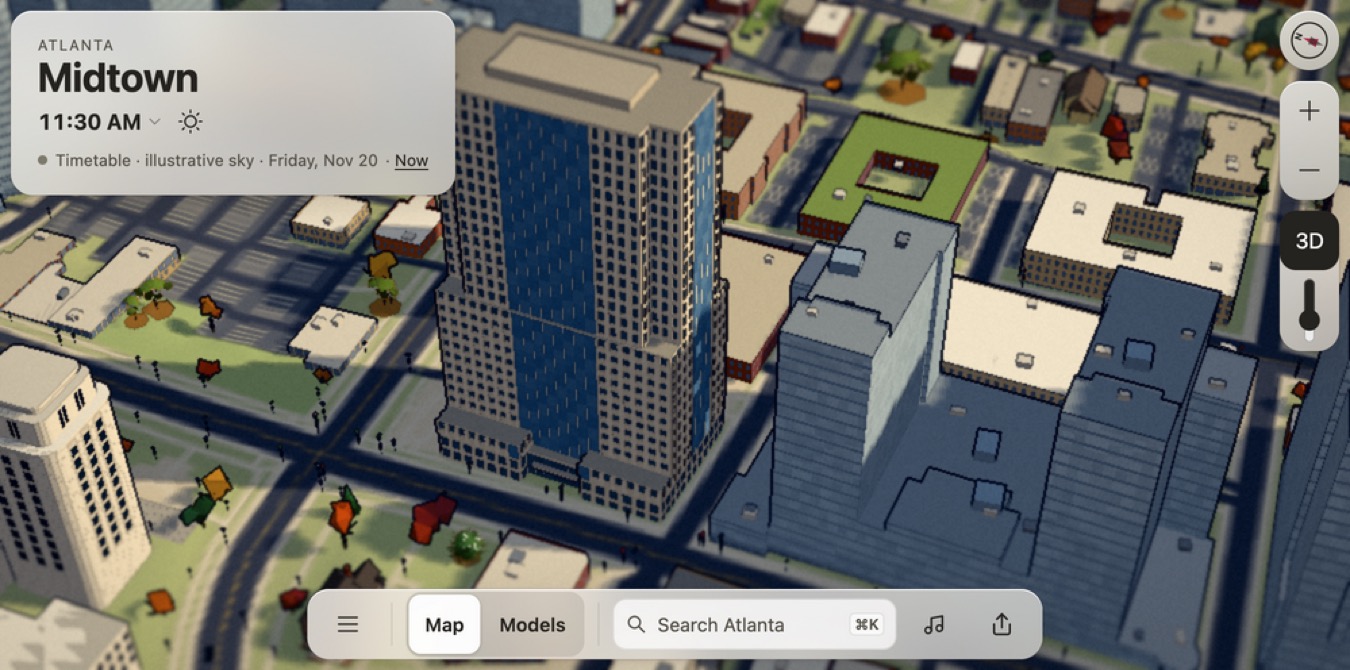 ATLANTA
Midtown
11:30 AM
Timetable · illustrative sky · Friday, Nov 20 · Now
N
+
−
3D
Map
Models
Search Atlanta
⌘K